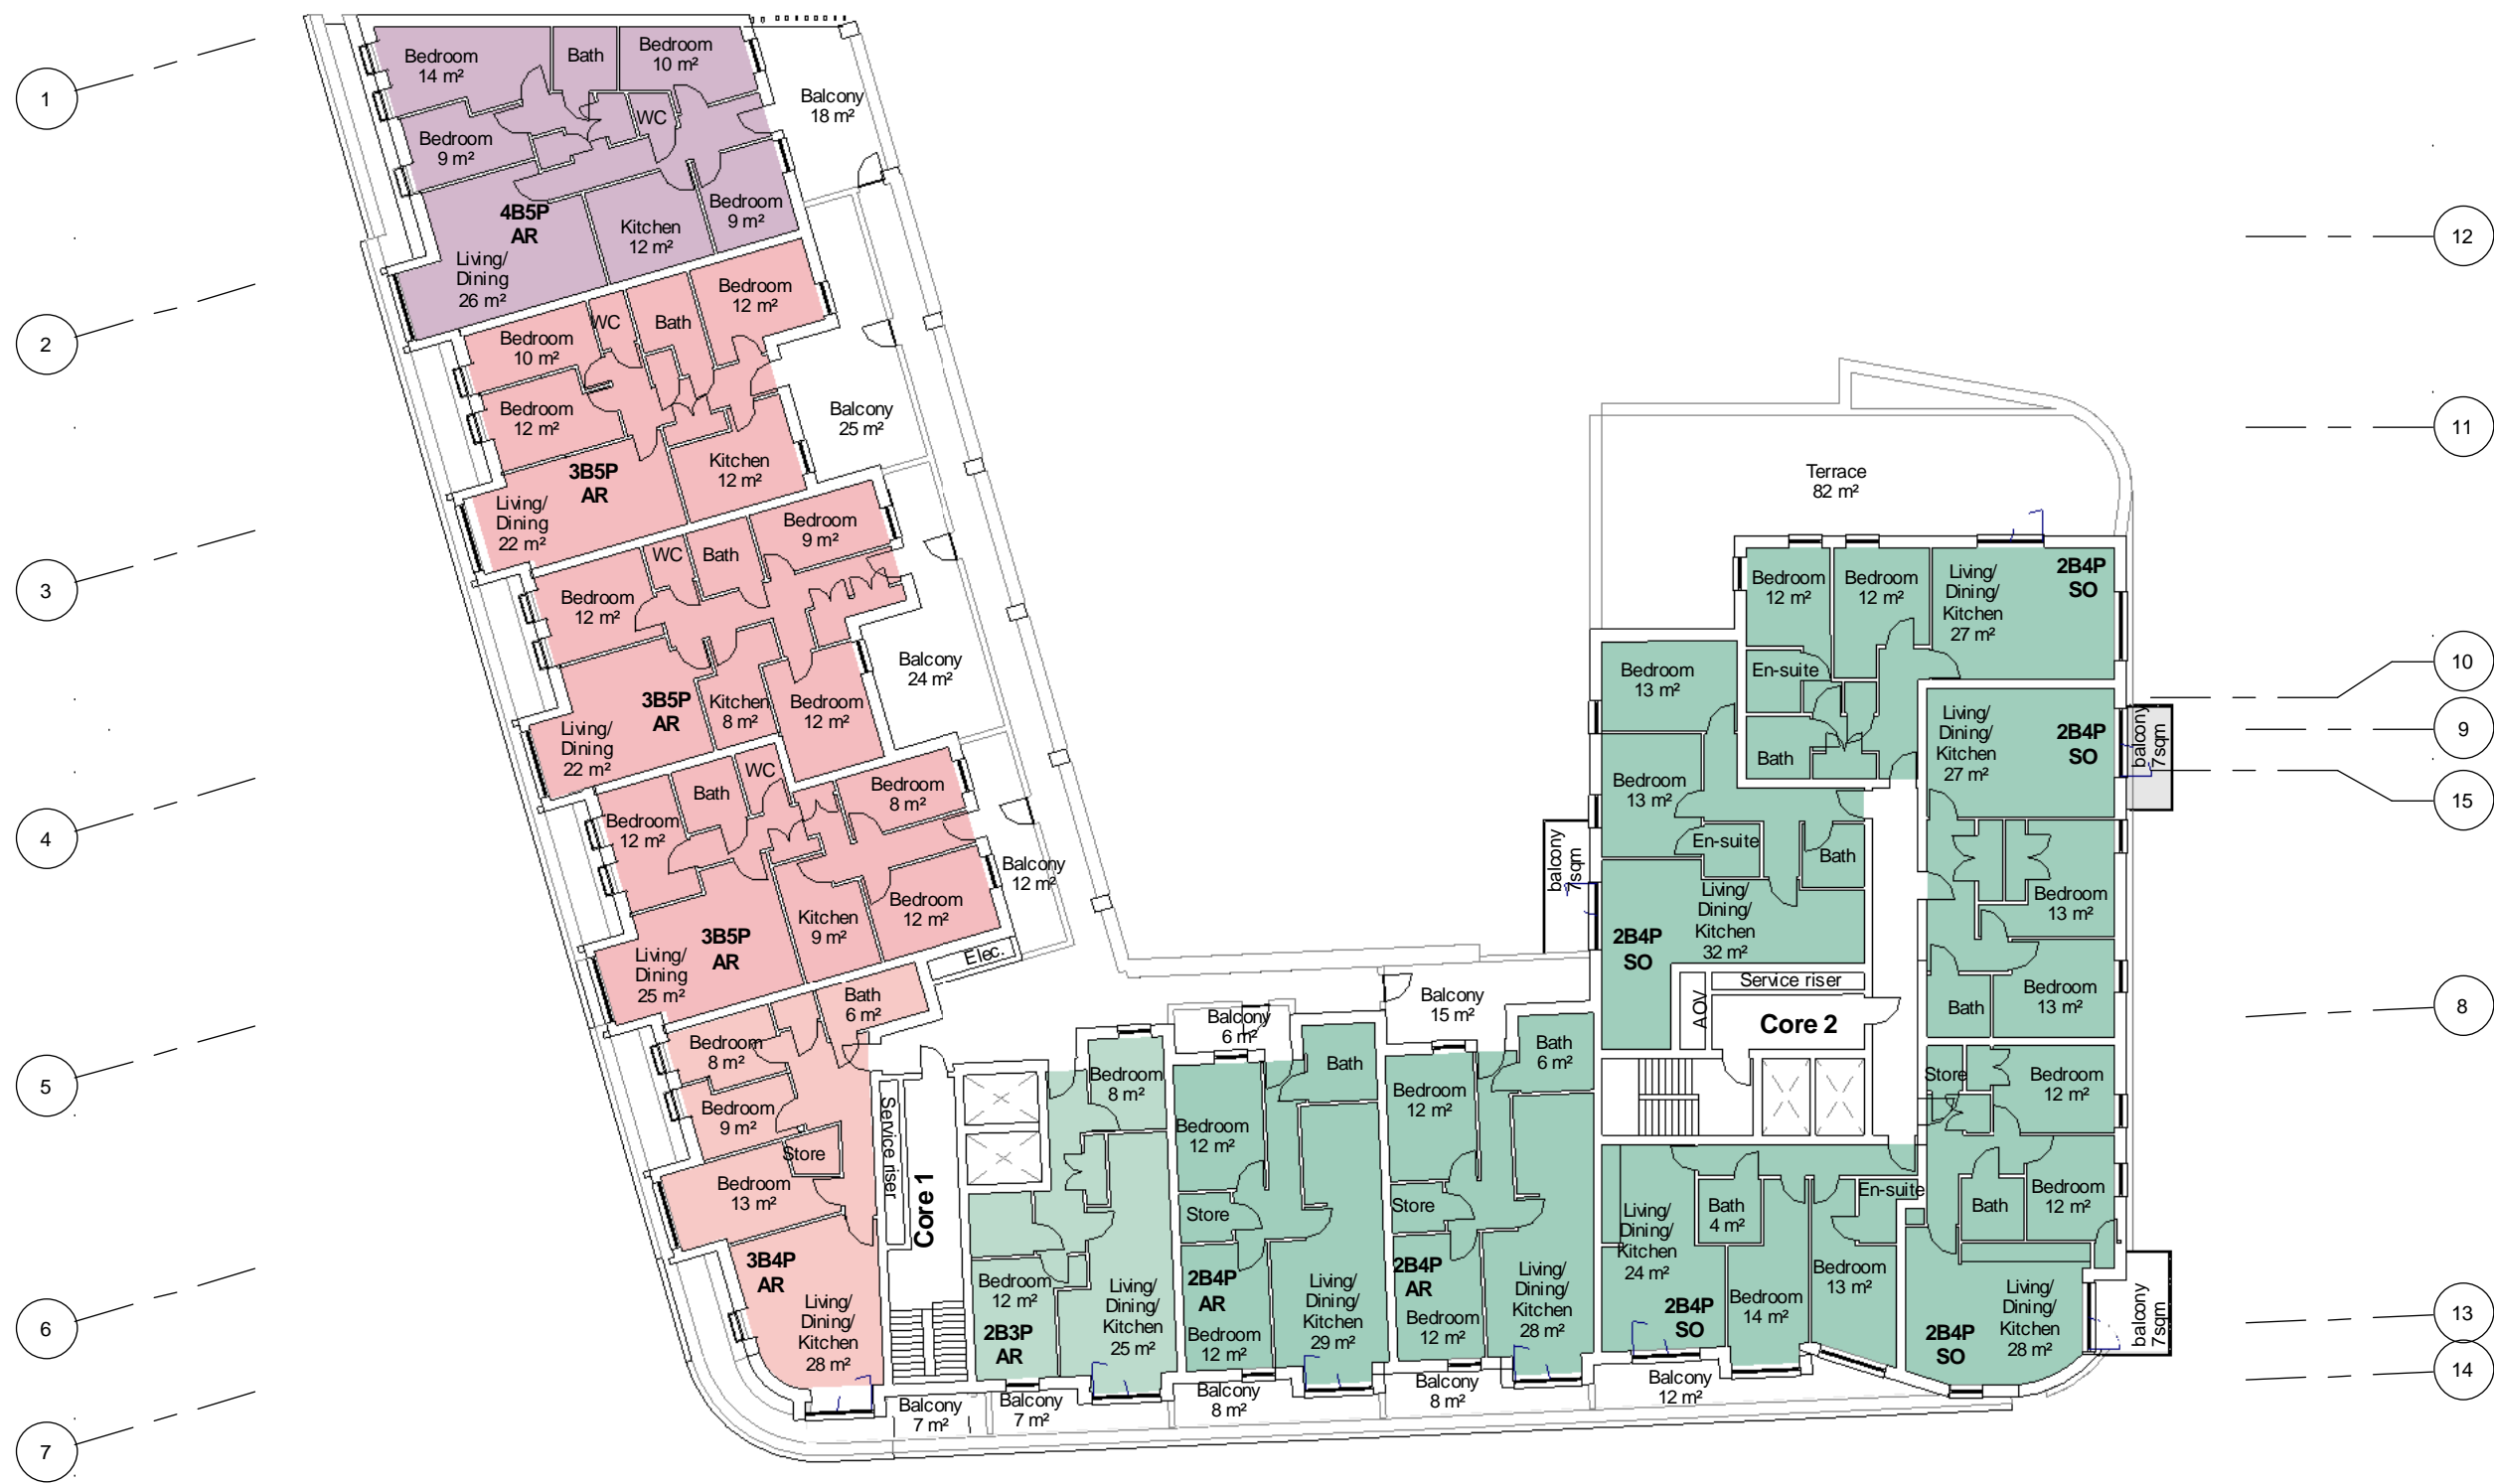 1
2
3
4
5
6
7
Bedroom
14 m²
Bath
Bedroom
10 m²
WC
Bedroom
9 m²
4B5P
AR
Living/
Dining
26 m²
Kitchen
12 m²
Bedroom
9 m²
Balcony
18 m²
Bedroom
12 m²
WC
Bath
Bedroom
10 m²
Bedroom
12 m²
3B5P
AR
Kitchen
12 m²
Living/
Dining
22 m²
Balcony
25 m²
Bedroom
9 m²
WC
Bath
Bedroom
12 m²
3B5P
AR
Kitchen
8 m²
Bedroom
12 m²
Living/
Dining
22 m²
Balcony
24 m²
WC
Bath
Bedroom
8 m²
Bedroom
12 m²
3B5P
AR
Kitchen
9 m²
Bedroom
12 m²
Living/
Dining
25 m²
Balcony
12 m²
Elec.
Bath
6 m²
Bedroom
8 m²
Bedroom
9 m²
Store
Bedroom
13 m²
3B4P
AR
Living/
Dining/
Kitchen
28 m²
Service riser
Core 1
Balcony
7 m²
Bedroom
8 m²
Bedroom
12 m²
2B3P
AR
Living/
Dining/
Kitchen
25 m²
Balcony
7 m²
Balcony
6 m²
Bath
Bedroom
12 m²
Store
2B4P
AR
Bedroom
12 m²
Living/
Dining/
Kitchen
29 m²
Balcony
8 m²
Balcony
15 m²
Bath
6 m²
Bedroom
12 m²
Store
2B4P
AR
Bedroom
12 m²
Living/
Dining/
Kitchen
28 m²
Balcony
8 m²
Terrace
82 m²
Bedroom
12 m²
Bedroom
12 m²
Living/
Dining/
Kitchen
27 m²
2B4P
SO
En-suite
Bath
Bedroom
13 m²
Bedroom
13 m²
En-suite
Bath
Living/
Dining/
Kitchen
32 m²
2B4P
SO
balcony
7sqm
Living/
Dining/
Kitchen
27 m²
2B4P
SO
balcony
7sqm
Bedroom
13 m²
Bedroom
13 m²
Bath
Service riser
AOV
Core 2
Store
Bedroom
12 m²
Bedroom
12 m²
Bath
Living/
Dining/
Kitchen
28 m²
2B4P
SO
balcony
7sqm
Living/
Dining/
Kitchen
24 m²
Bath
4 m²
En-suite
2B4P
SO
Bedroom
14 m²
Bedroom
13 m²
Balcony
12 m²
12
11
10
9
15
8
13
14